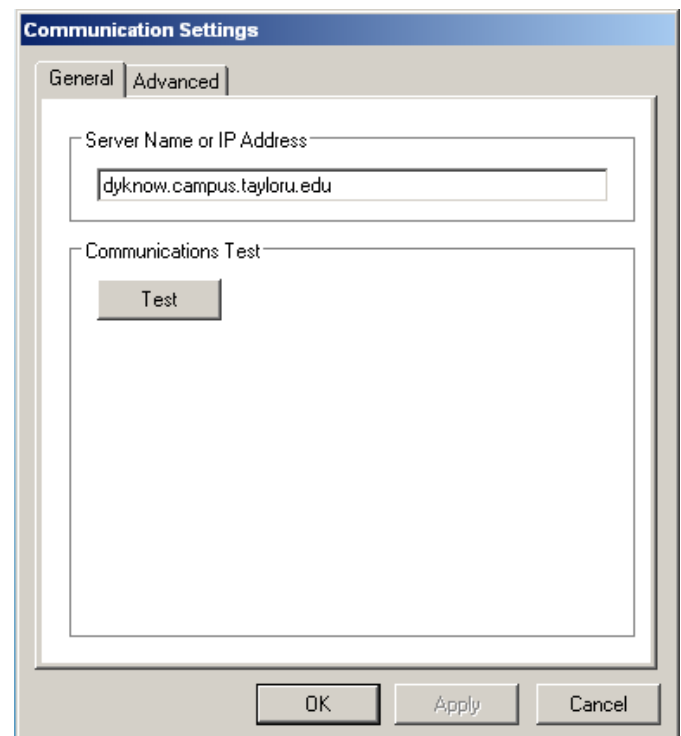 Communication Settings
General Advanced
Server Name or IP Address
dyknow.campus.tayloru.edu
Communications Test
Test
OK Apply Cancel